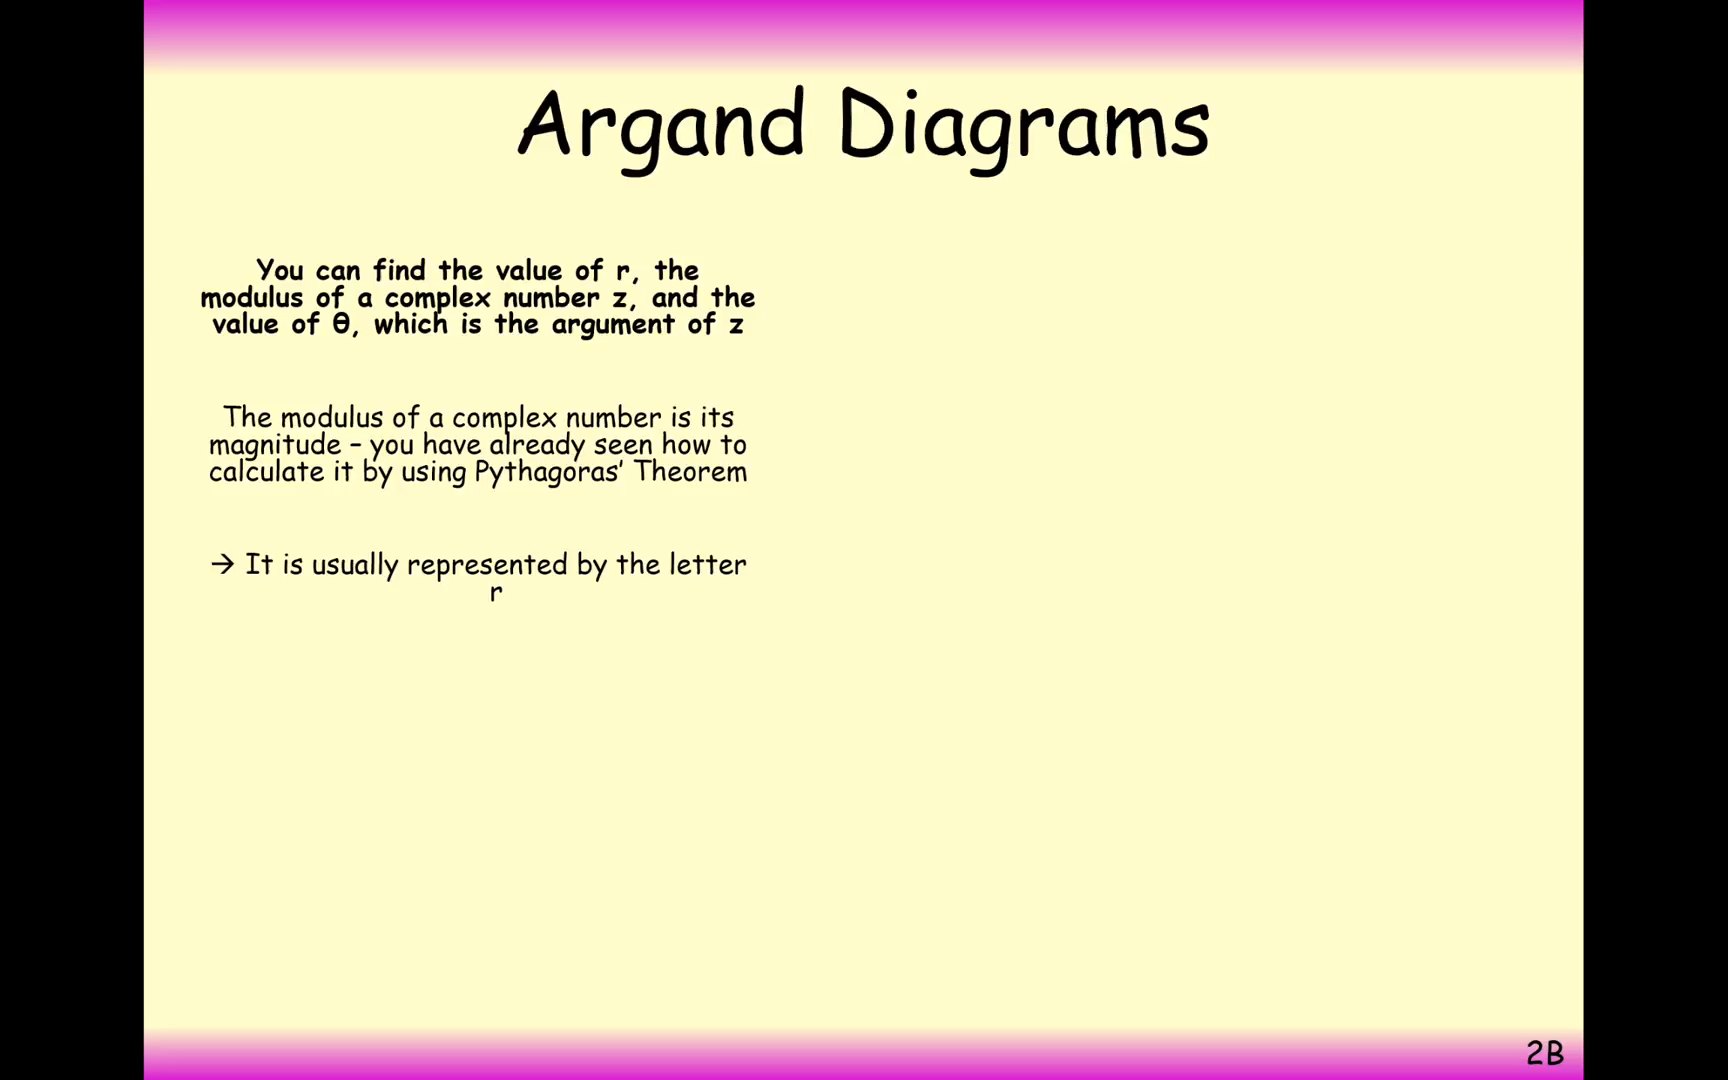 Argand Diagrams
You can find the value of r, the
modulus of a complex number z, and the
value of θ, which is the argument of z
The modulus of a complex number is its
magnitude – you have already seen how to
calculate it by using Pythagoras’ Theorem
→ It is usually represented by the letter
r
2B